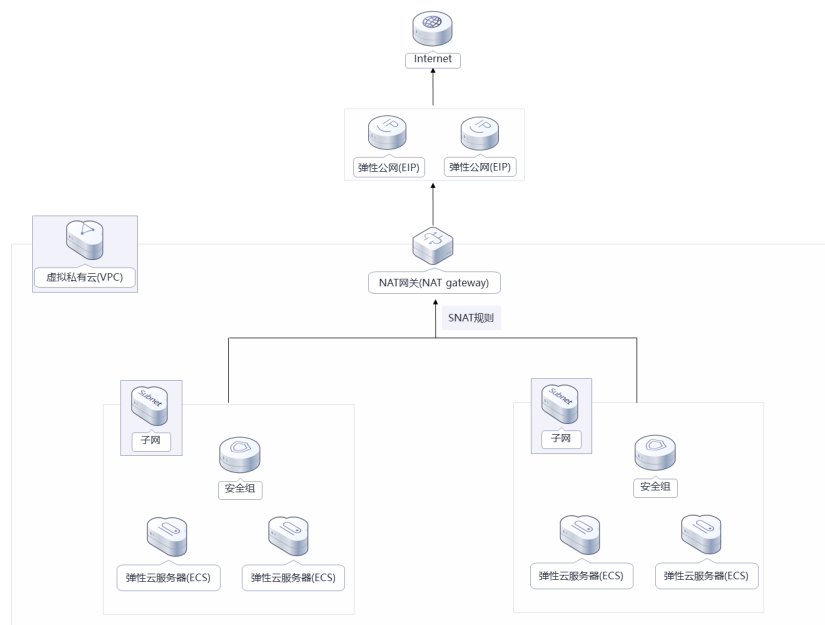 Internet
IP
IP
弹性公网(EIP)
弹性公网(EIP)
虚拟私有云(VPC)
NAT网关(NAT gateway)
SNAT规则
Subnet
子网
安全组
弹性云服务器(ECS)
弹性云服务器(ECS)
Subnet
子网
安全组
弹性云服务器(ECS)
弹性云服务器(ECS)